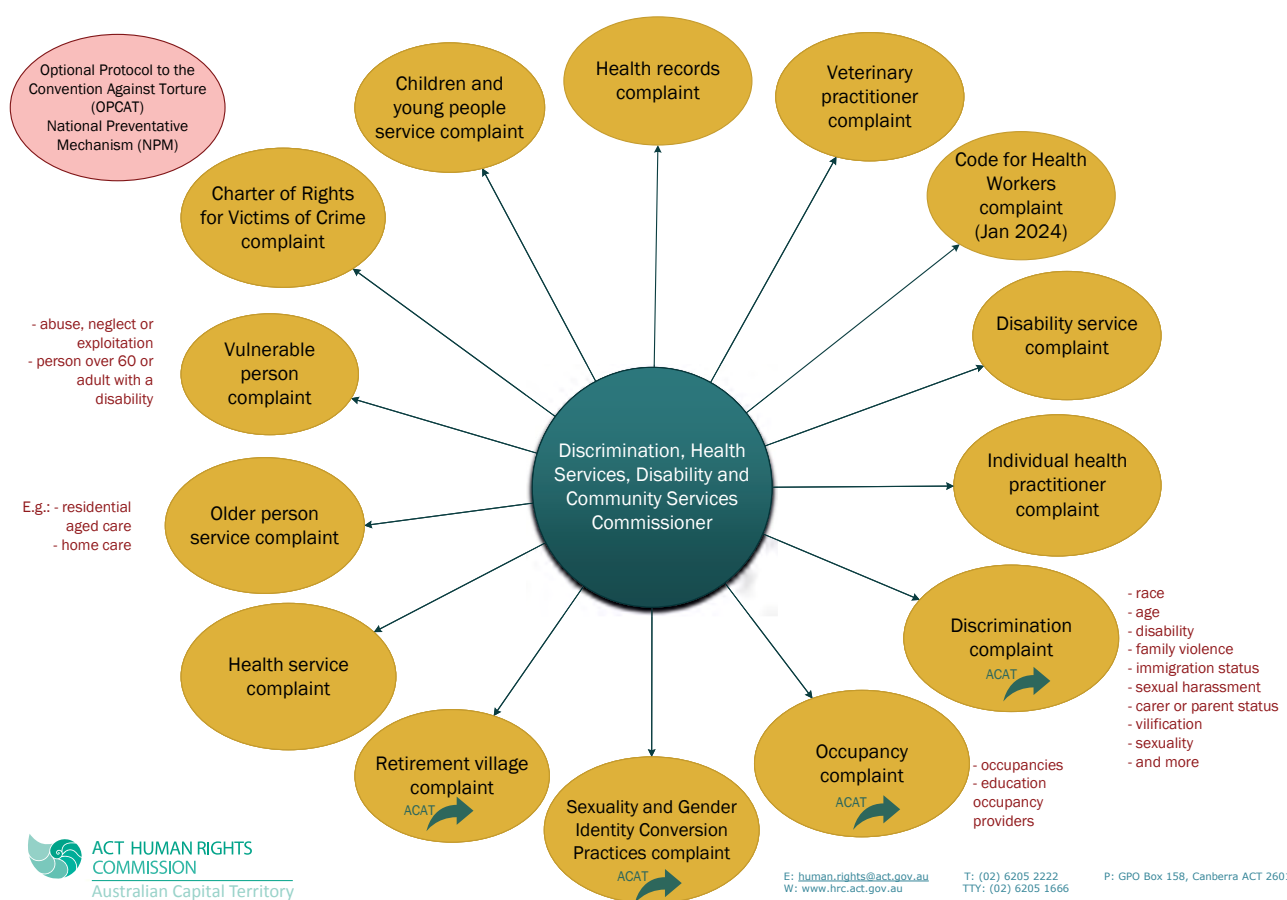 Optional Protocol to the
Convention Against Torture
(OPCAT)
National Preventative
Mechanism (NPM)
Children and
young people
service complaint
Health records
complaint
Veterinary
practitioner
complaint
Code for Health
Workers
complaint
(Jan 2024)
Charter of Rights
for Victims of Crime
complaint
Disability service
complaint
- abuse, neglect or
exploitation
- person over 60 or
adult with a
disability
Vulnerable
person
complaint
Discrimination, Health
Services, Disability and
Community Services
Commissioner
Individual health
practitioner
complaint
E.g.: - residential
aged care
- home care
Older person
service complaint
Discrimination
complaint
ACAT
- race
- age
- disability
- family violence
- immigration status
- sexual harassment
- carer or parent status
- vilification
- sexuality
- and more
Health service
complaint
Retirement village
complaint
ACAT
Sexuality and Gender
Identity Conversion
Practices complaint
ACAT
Occupancy
complaint
ACAT
- occupancies
- education
occupancy
providers
ACT HUMAN RIGHTS
COMMISSION
Australian Capital Territory
E: human.rights@act.gov.au T: (02) 6205 2222 P: GPO Box 158, Canberra ACT 2601
W: www.hrc.act.gov.au TTY: (02) 6205 1666